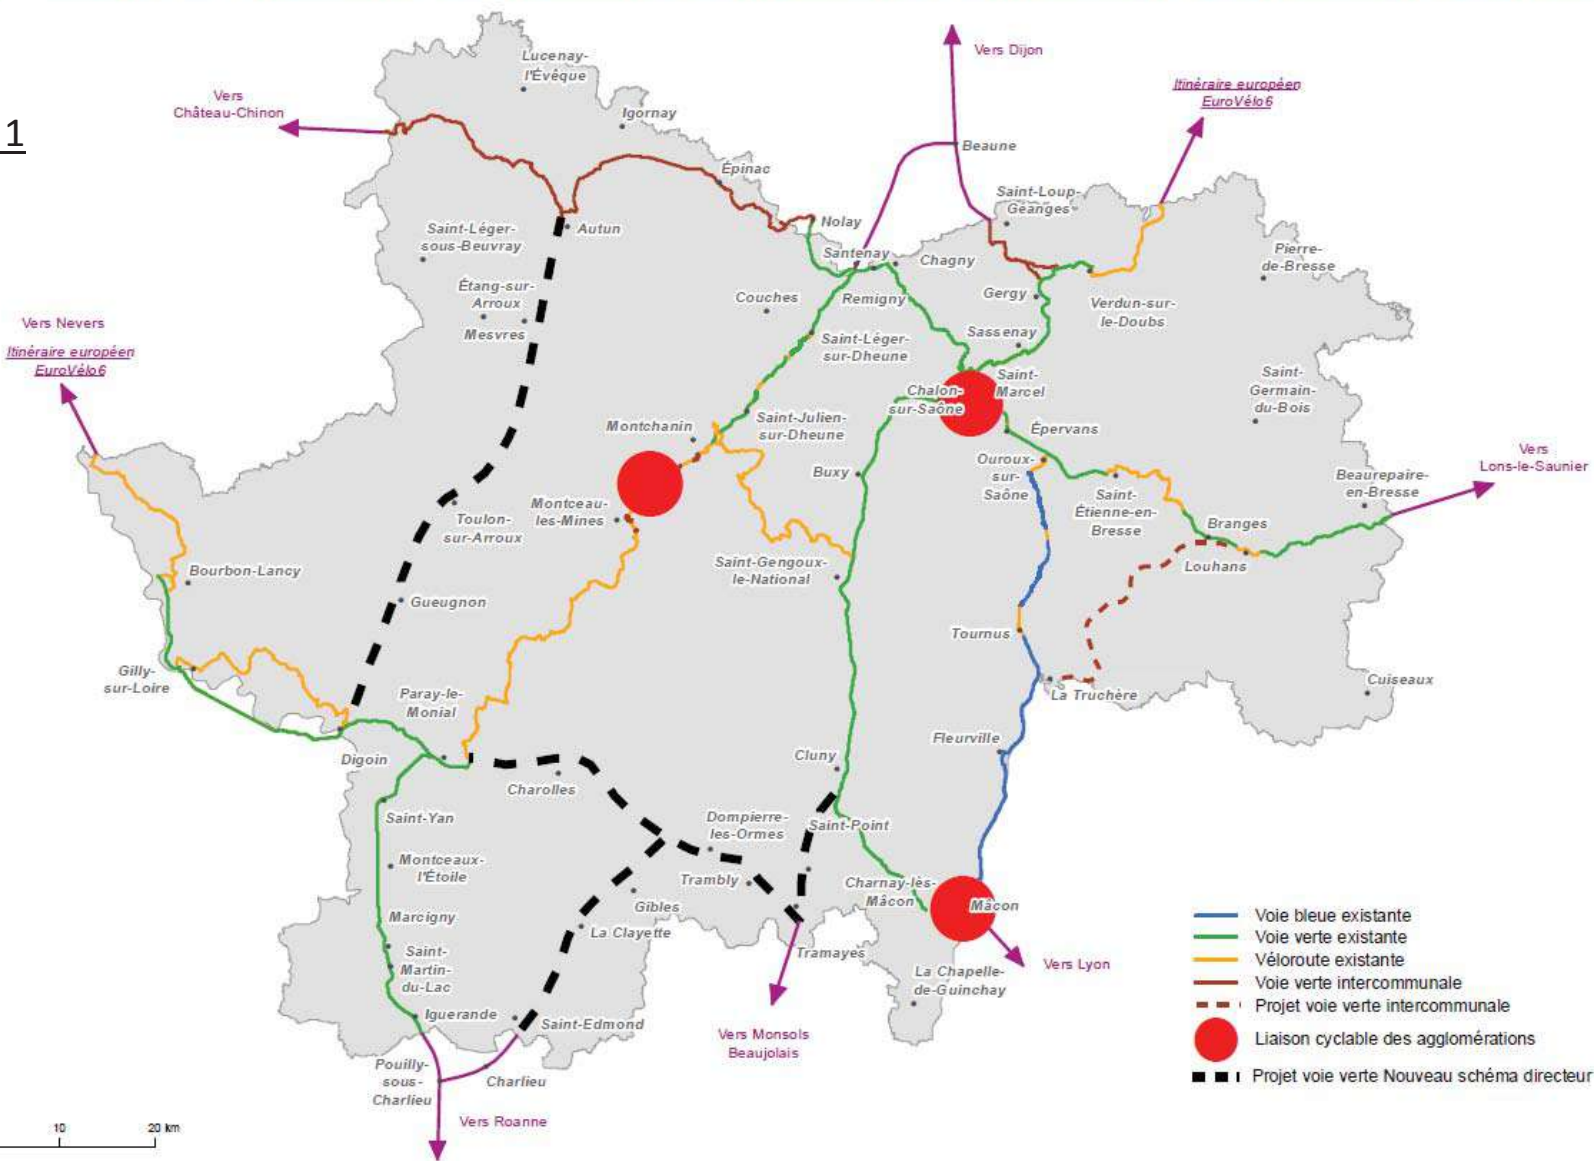 1
Vers
Château-Chinon
Lucenay-
l'Évêque
Igornay
Vers Dijon
Itinéraire européen
EuroVélo6
Beaune
Épinac
Saint-Loup-
Géanges
Nolay
Autun
Saint-Léger-
sous-Beuvray
Santenay
Chagny
Pierre-
de-Bresse
Étang-sur-
Arroux
Mesvres
Couches
Remigny
Gergy
Verdun-sur-
le-Doubs
Sassenay
Saint-Léger-
sur-Dheune
Vers Nevers
Itinéraire européen
EuroVélo6
Saint-
Marcel
Chalon-
sur-Saône
Saint-
Germain-
du-Bois
Montchanin
Saint-Julien-
sur-Dheune
Épervans
Buxy
Ouroux-
sur-
Saône
Vers
Lons-le-Saunier
Beaurepaire-
en-Bresse
Montceau-
les-Mines
Toulon-
sur-Arroux
Saint-
Étienne-en-
Bresse
Branges
Louhans
Saint-Gengoux-
le-National
Bourbon-Lancy
Gueugnon
Tournus
Gilly-
sur-Loire
Paray-le-
Monial
La Truchère
Cuiseaux
Fleurville
Digoin
Cluny
Charolles
Saint-Yan
Dompierre-
les-Ormes
Saint-Point
Montceaux-
l'Étoile
Trambly
Charnay-lès-
Mâcon
Mâcon
Gibles
Marcigny
La Clayette
Saint-
Martin-
du-Lac
Tramayes
Vers Lyon
La Chapelle-
de-Guinchay
Iguerande
Saint-Edmond
Vers Monsols
Beaujolais
Pouilly-
sous-
Charlieu
Charlieu
Vers Roanne
10
20 km
Voie bleue existante
Voie verte existante
Véloroute existante
Voie verte intercommunale
Projet voie verte intercommunale
Liaison cyclable des agglomérations
Projet voie verte Nouveau schéma directeur